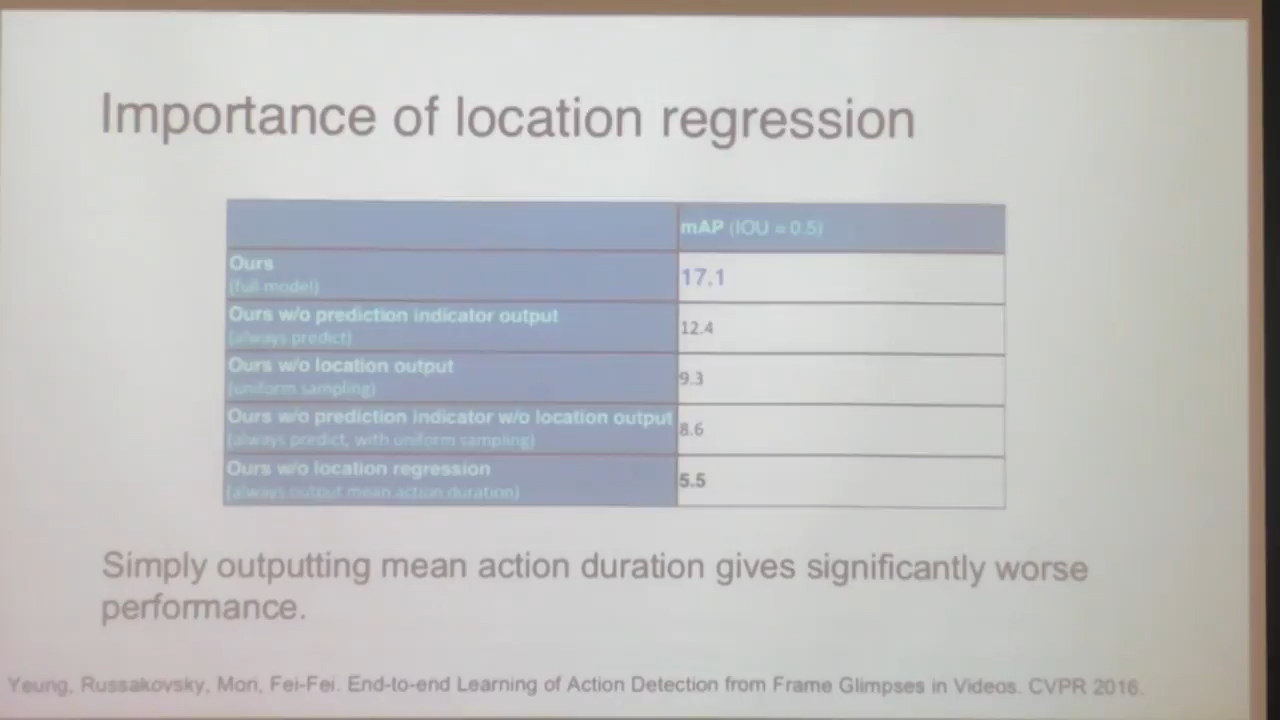 Importance of location regression
mAP (IOU = 0.5)
Ours
(full model)
17.1
Ours w/o prediction indicator output
(always predict)
12.4
Ours w/o location output
(uniform sampling)
9.3
Ours w/o prediction indicator w/o location output
(always predict, with uniform sampling)
8.6
Ours w/o location regression
(always output mean action duration)
5.5
Simply outputting mean action duration gives significantly worse
performance.
Yeung, Russakovsky, Mori, Fei-Fei. End-to-end Learning of Action Detection from Frame Glimpses in Videos. CVPR 2016.